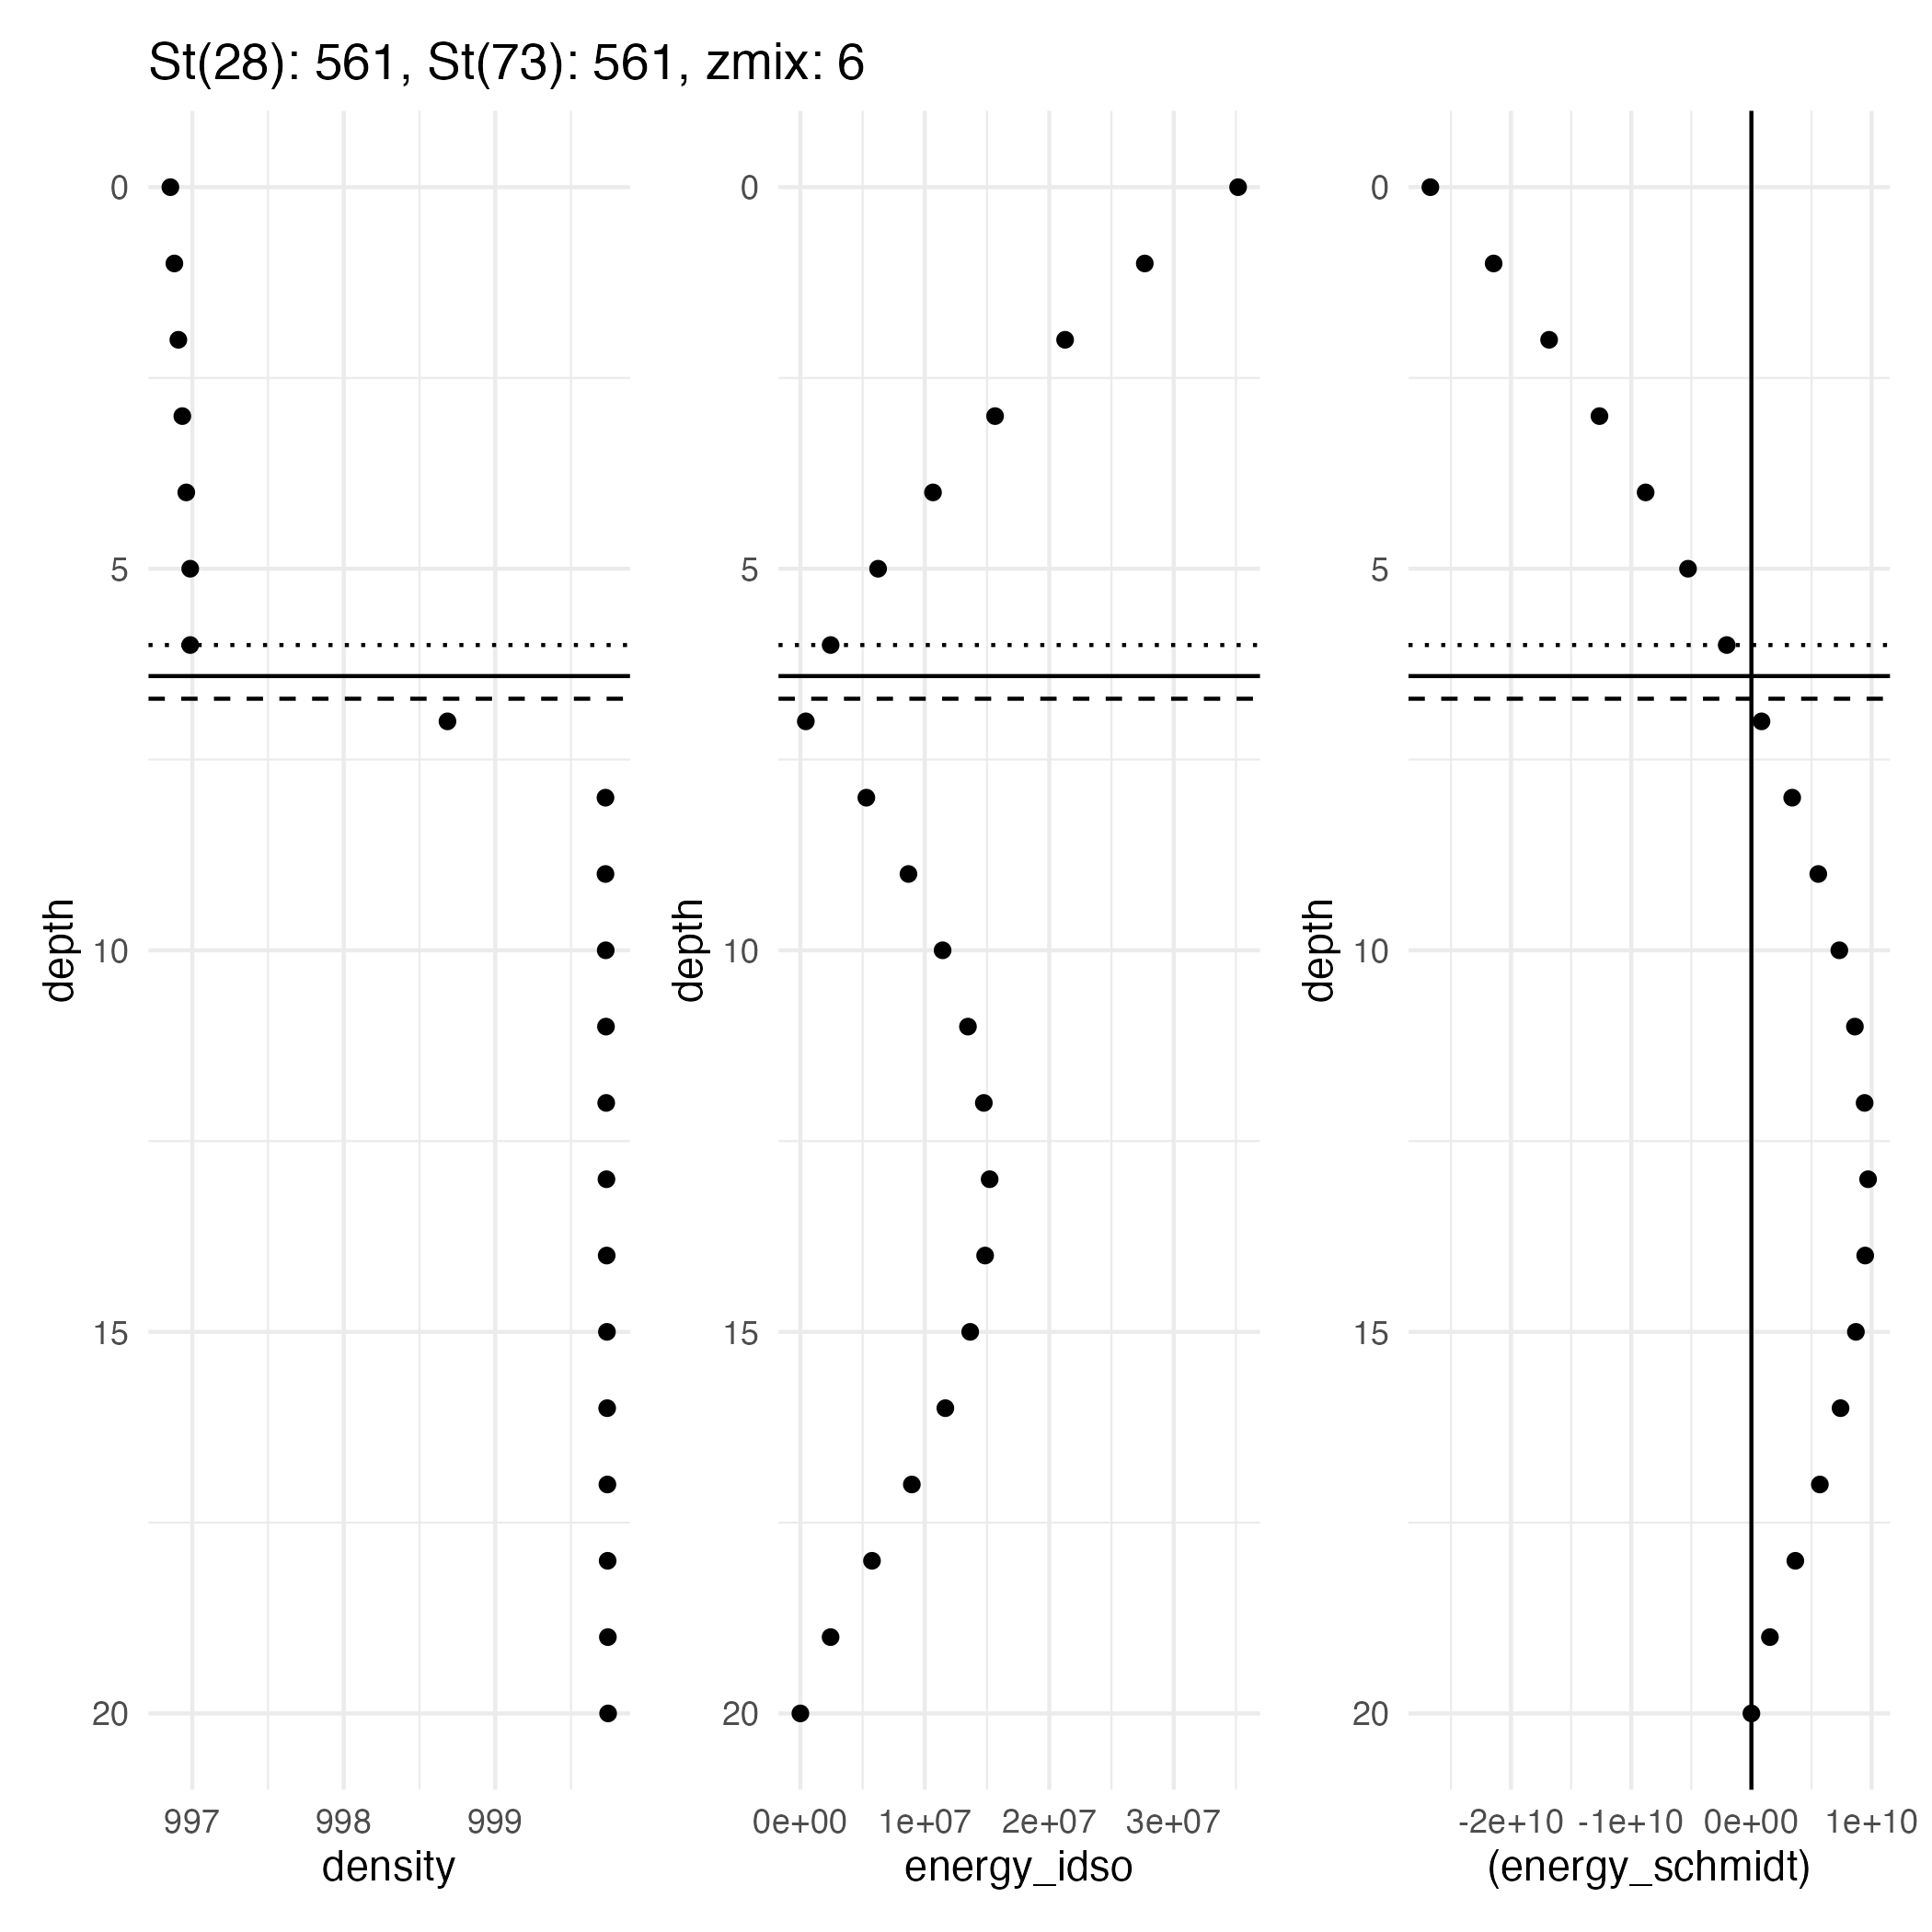 St(28): 561, St(73): 561, zmix: 6
depth
0
5
10
15
20
997 998 999
density
depth
0
5
10
15
20
0e+00 1e+07 2e+07 3e+07
energy_idso
depth
0
5
10
15
20
-2e+10 -1e+10 0e+00 1e+10
(energy_schmidt)